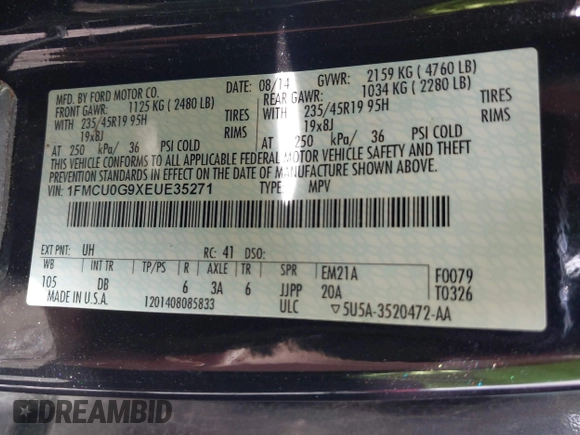 MFD. BY FORD MOTOR CO.
DATE: 08/14 GVWR: 2159 KG ( 4760 LB)
FRONT GAWR: 1125 KG ( 2480 LB) REAR GAWR: 1034 KG ( 2280 LB)
WITH 235/45R19 95H TIRES WITH 235/45R19 95H TIRES
19x8J RIMS 19x8J RIMS
AT 250 kPa/ 36 PSI COLD AT 250 kPa/ 36 PSI COLD
THIS VEHICLE CONFORMS TO ALL APPLICABLE FEDERAL MOTOR VEHICLE SAFETY AND THEFT
PREVENTION STANDARDS IN EFFECT ON THE DATE OF MANUFACTURE SHOWN ABOVE.
VIN: 1FMCU0G9XEUE35271 TYPE: MPV
EXT PNT: UH RC: 41 DSO:
WB INT TR TP/PS R AXLE TR SPR EM21A F0079
105 DB 6 3A 6 JJPP 20A T0326
MADE IN U.S.A. 1201408085833 ULC ▽5U5A-3520472-AA
DREAMBID